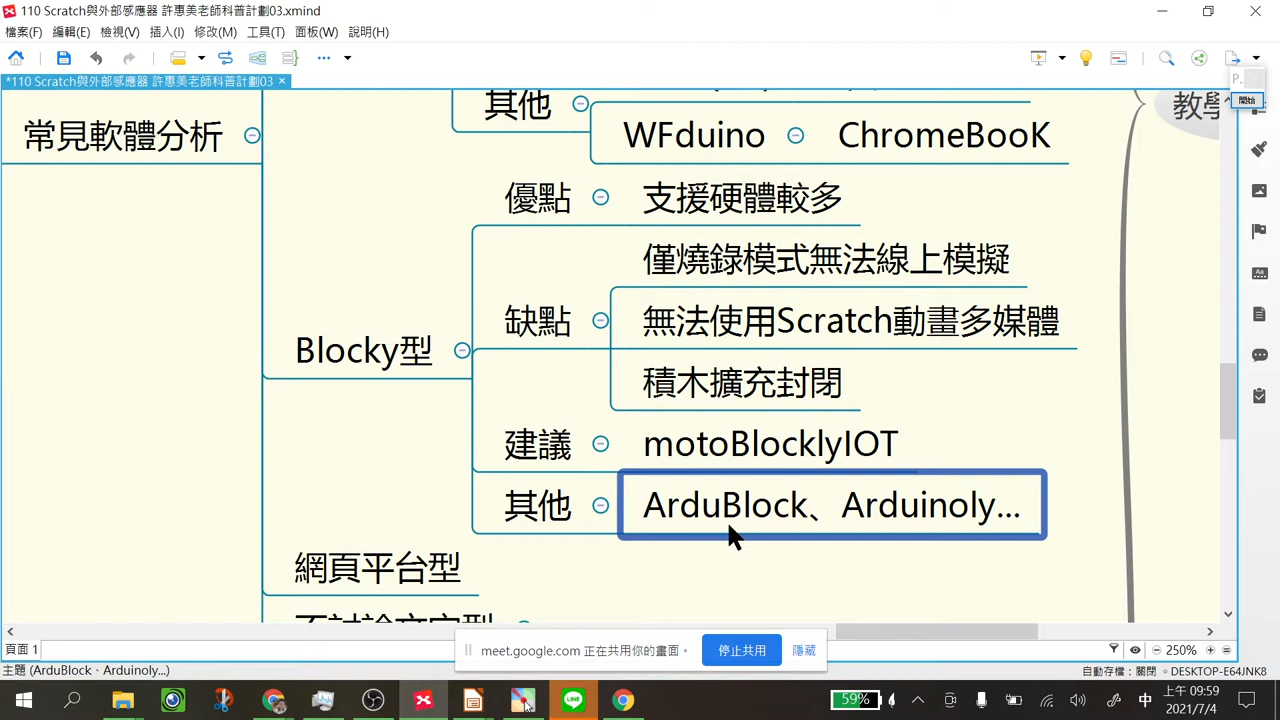 110 Scratch與外部感應器 許惠美老師科普計劃03.xmind
檔案(F) 編輯(E) 檢視(V) 插入(I) 修改(M) 工具(T) 面板(W) 說明(H)
*110 Scratch與外部感應器 許惠美老師科普計劃03
P..
開始
其他
教學
常見軟體分析
WFduino
ChromeBooK
優點
支援硬體較多
僅燒錄模式無法線上模擬
缺點
無法使用Scratch動畫多媒體
Blocky型
積木擴充封閉
建議
motoBlocklyIOT
其他
ArduBlock、Arduinoly...
網頁平台型
meet.google.com 正在共用你的畫面。
停止共用
隱藏
頁面 1
250%
主題 (ArduBlock、Arduinoly...)
自動存檔：關閉
DESKTOP-E64JNK8
59%
LINE
中
上午 09:59
2021/7/4